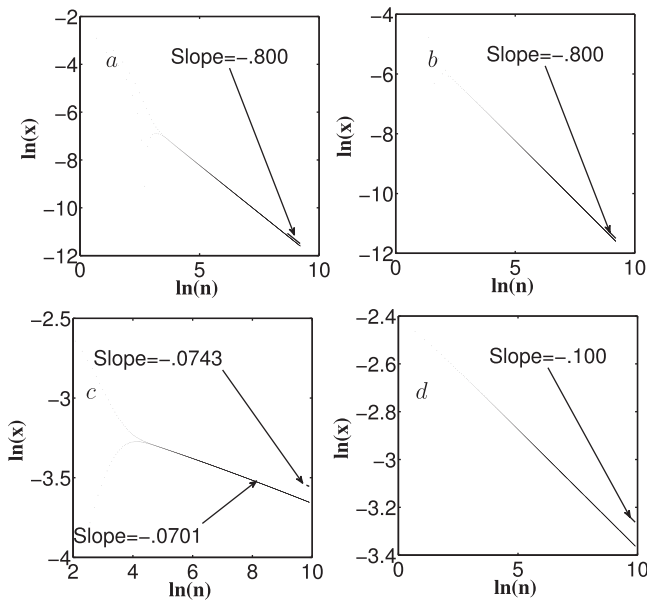 −2
−4
−6
−8
−10
−12
0
5
10
ln(x)
ln(n)
a
Slope=−.800
−4
−6
−8
−10
−12
0
5
10
ln(x)
ln(n)
b
Slope=−.800
−2.5
−3
−3.5
−4
2
4
6
8
10
ln(x)
ln(n)
c
Slope=−.0743
Slope=−.0701
−2.4
−2.6
−2.8
−3
−3.2
−3.4
0
5
10
ln(x)
ln(n)
d
Slope=−.100